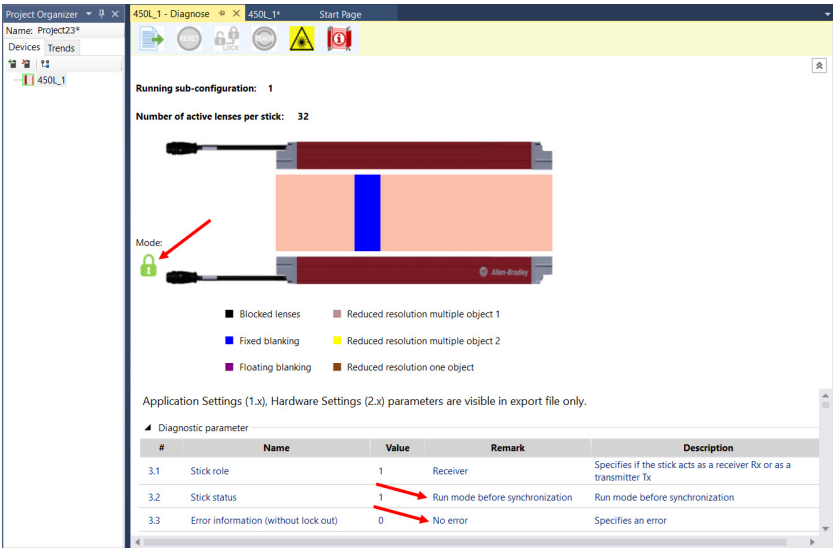 Project Organizer
Name: Project23*
Devices Trends
450L_1
450L_1 - Diagnose 450L_1* Start Page
RESET LOCK TEACH
Running sub-configuration: 1
Number of active lenses per stick: 32
Mode:
Allen-Bradley
Blocked lenses Reduced resolution multiple object 1
Fixed blanking Reduced resolution multiple object 2
Floating blanking Reduced resolution one object
Application Settings (1.x), Hardware Settings (2.x) parameters are visible in export file only.
Diagnostic parameter
# Name Value Remark Description
3.1 Stick role 1 Receiver Specifies if the stick acts as a receiver Rx or as a
transmitter Tx
3.2 Stick status 1 Run mode before synchronization Run mode before synchronization
3.3 Error information (without lock out) 0 No error Specifies an error